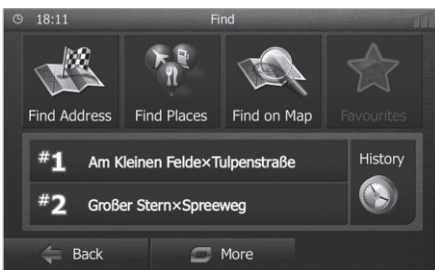 18:11 Find
Find Address Find Places Find on Map Favourites
#1 Am Kleinen Felde×Tulpenstraße History
#2 Großer Stern×Spreeweg
Back More